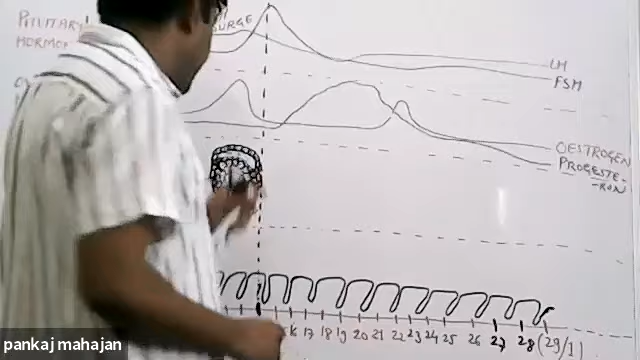 PITUITARY
HORMO
SURGE
LH
FSH
OESTROGEN
PROGESTE-
RON
16 17 18 19 20 21 22 23 24 25 26 27 28 (29/1)
pankaj mahajan